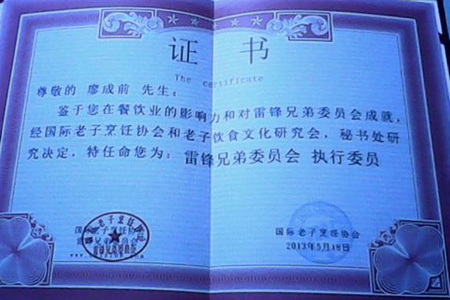 证 书
The certificate
尊敬的 廖成前 先生：
鉴于您在餐饮业的影响力和对雷锋兄弟委员会成就，
经国际老子烹饪协会和老子饮食文化研究会，秘书处研
究决定，特任命您为：雷锋兄弟委员会 执行委员
国际老子烹饪协会
2013年5月18日